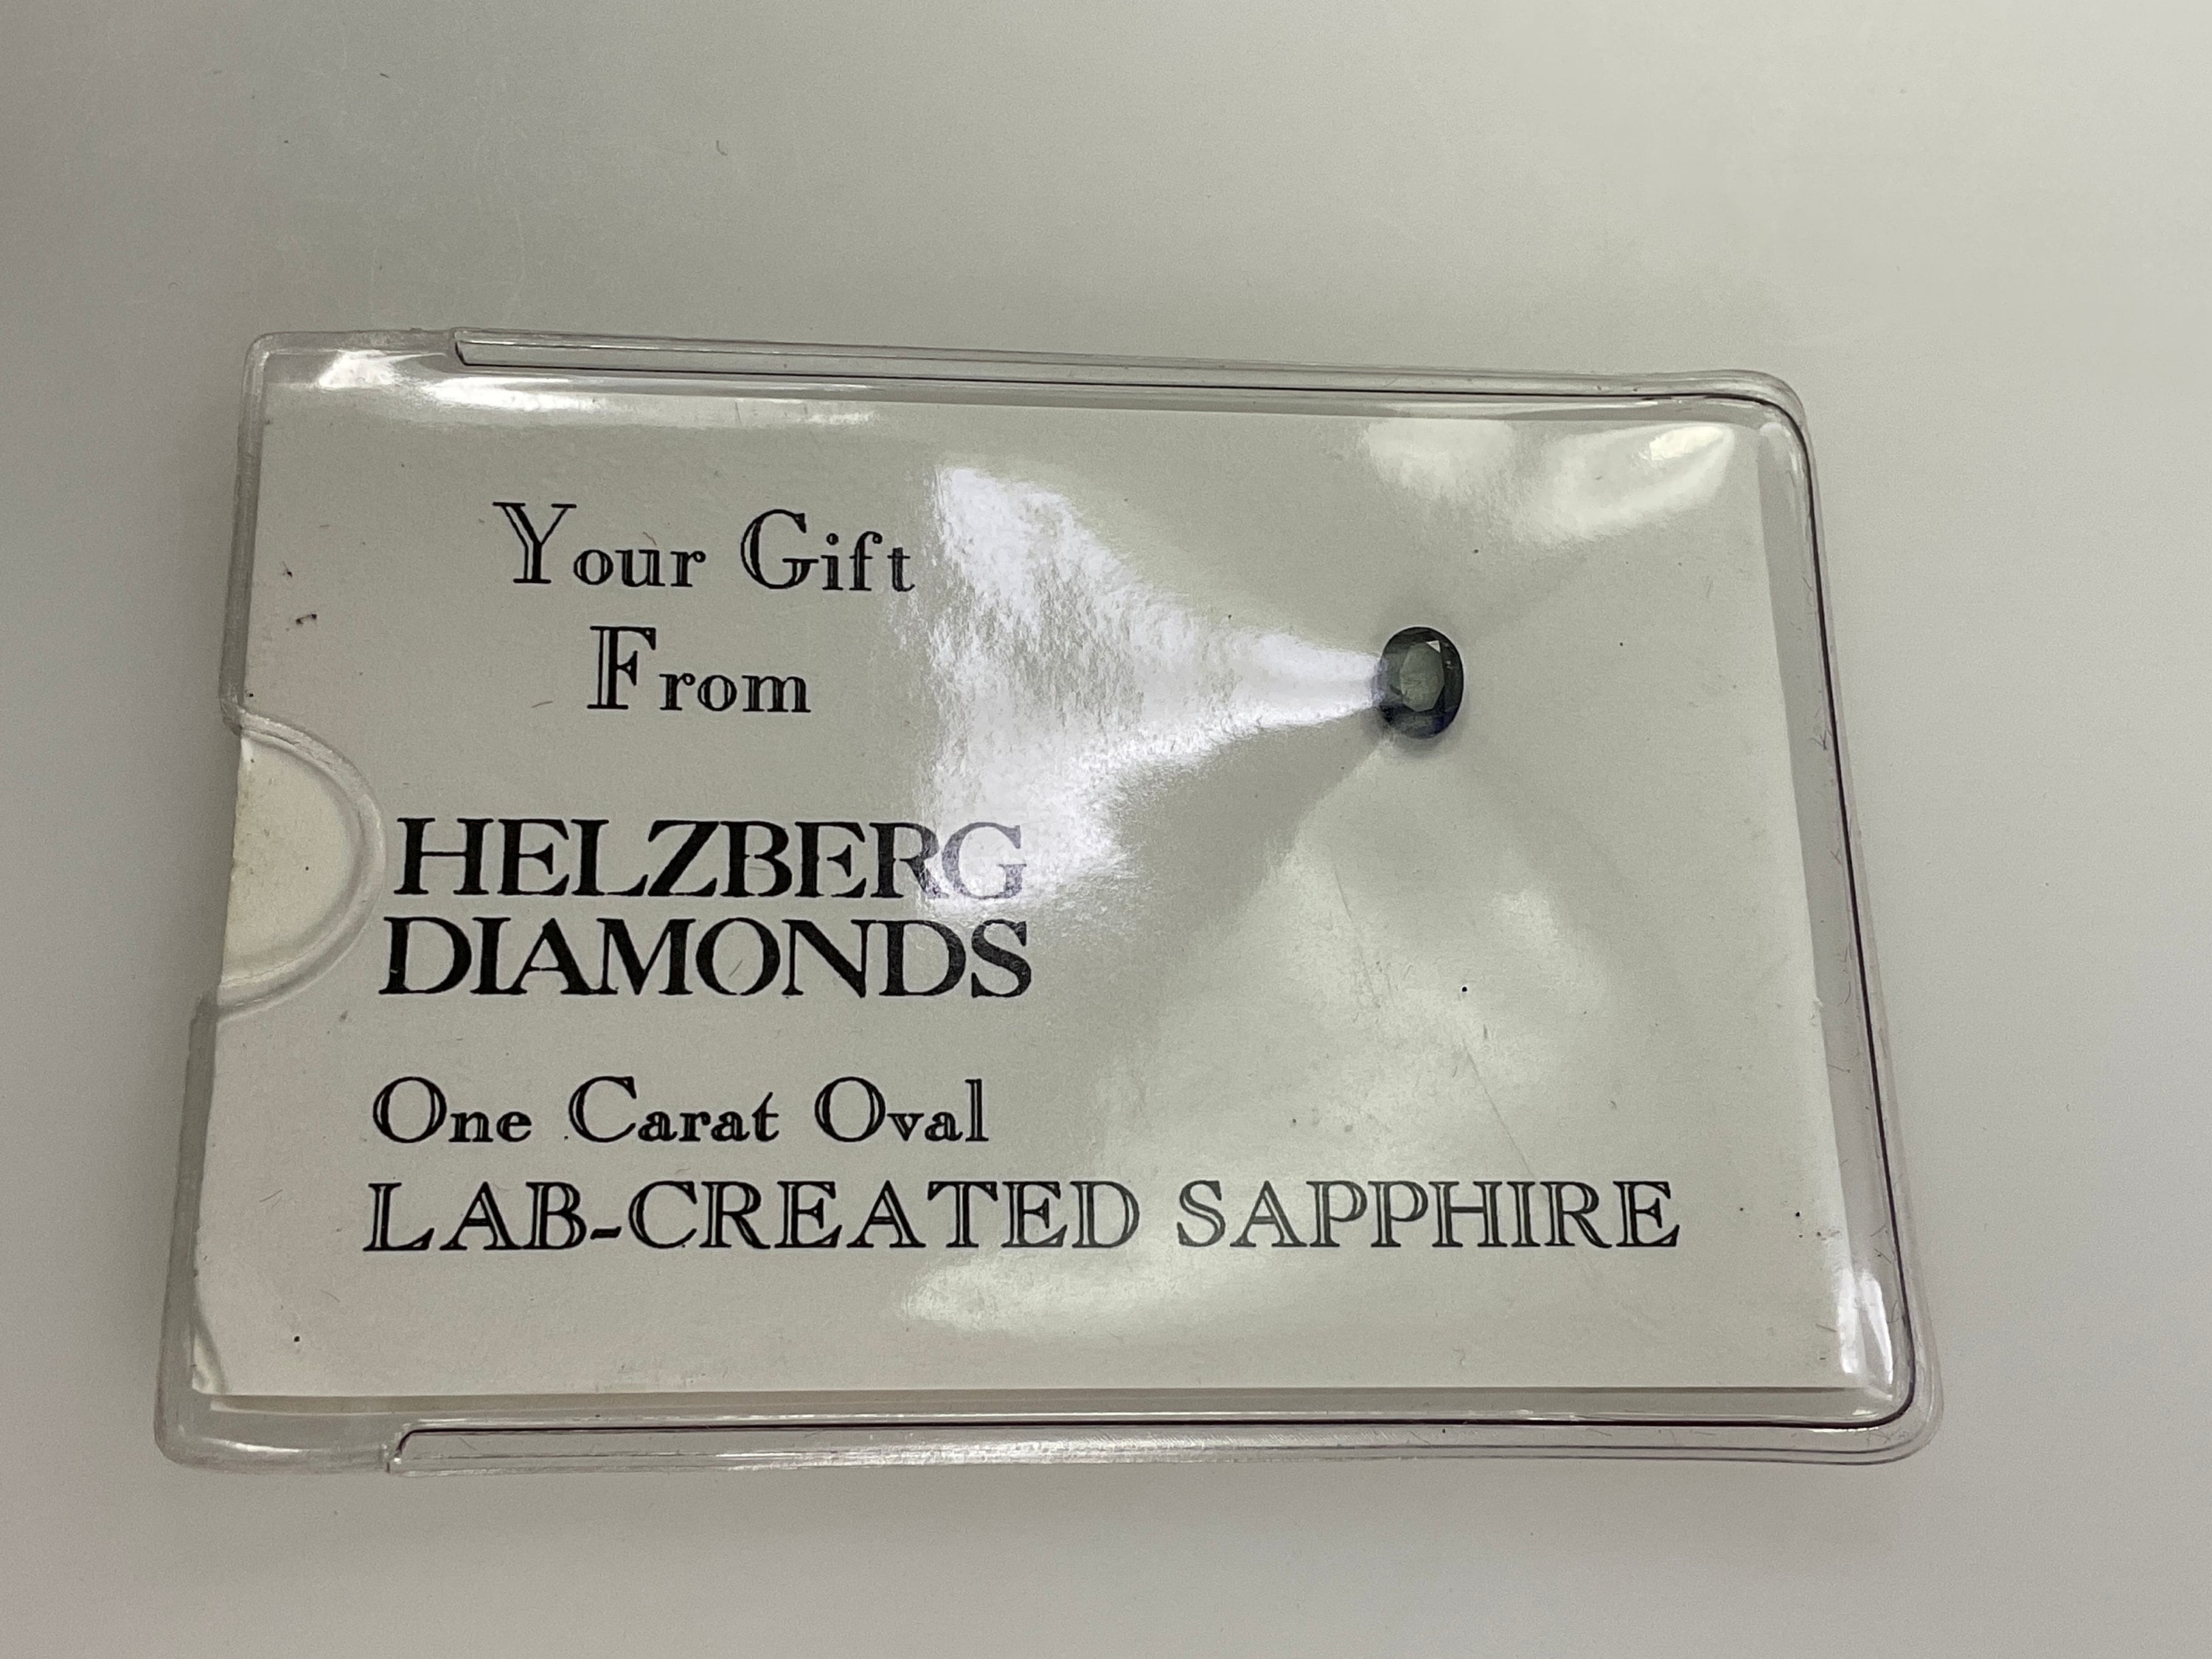 Your Gift
From
HELZBERG
DIAMONDS
One Carat Oval
LAB-CREATED SAPPHIRE